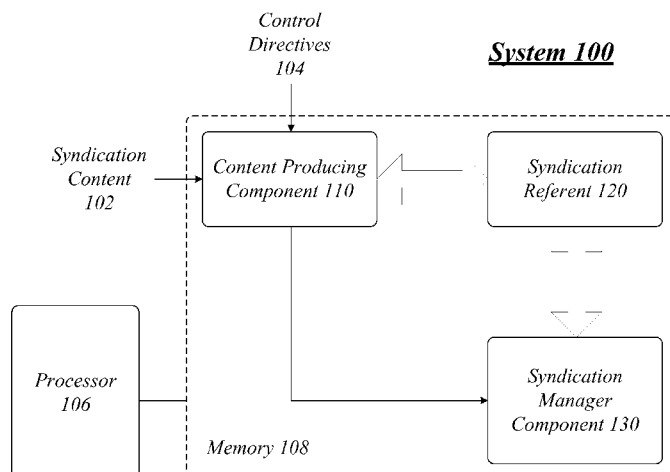 Control
Directives
104
System 100
Syndication
Content
102
Content Producing
Component 110
Syndication
Referent 120
Processor
106
Syndication
Manager
Component 130
Memory 108